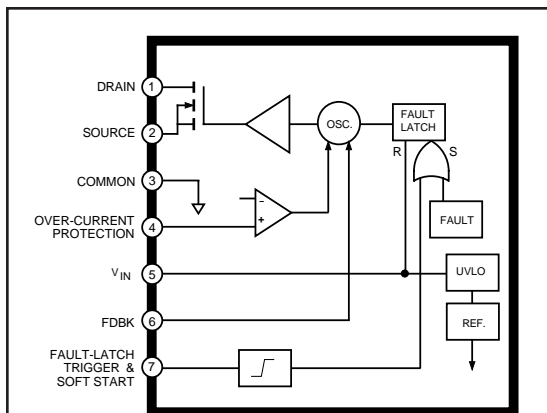 DRAIN 1
SOURCE 2
COMMON 3
OVER-CURRENT
PROTECTION 4
VIN 5
FDBK 6
FAULT-LATCH
TRIGGER & 7
SOFT START
OSC.
FAULT
LATCH
R
S
–
+
FAULT
UVLO
REF.